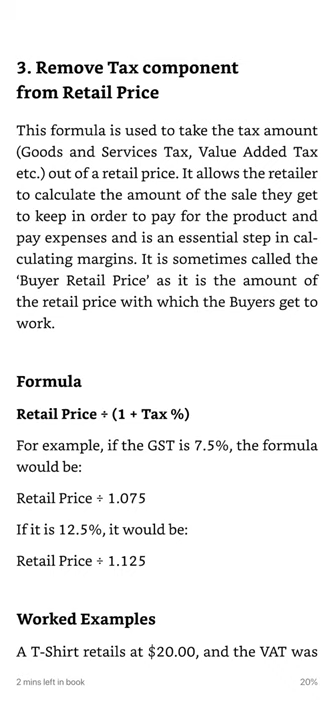 3. Remove Tax component
from Retail Price
This formula is used to take the tax amount
(Goods and Services Tax, Value Added Tax
etc.) out of a retail price. It allows the retailer
to calculate the amount of the sale they get
to keep in order to pay for the product and
pay expenses and is an essential step in cal-
culating margins. It is sometimes called the
‘Buyer Retail Price’ as it is the amount of
the retail price with which the Buyers get to
work.
Formula
Retail Price ÷ (1 + Tax %)
For example, if the GST is 7.5%, the formula
would be:
Retail Price ÷ 1.075
If it is 12.5%, it would be:
Retail Price ÷ 1.125
Worked Examples
A T-Shirt retails at $20.00, and the VAT was
2 mins left in book 20%